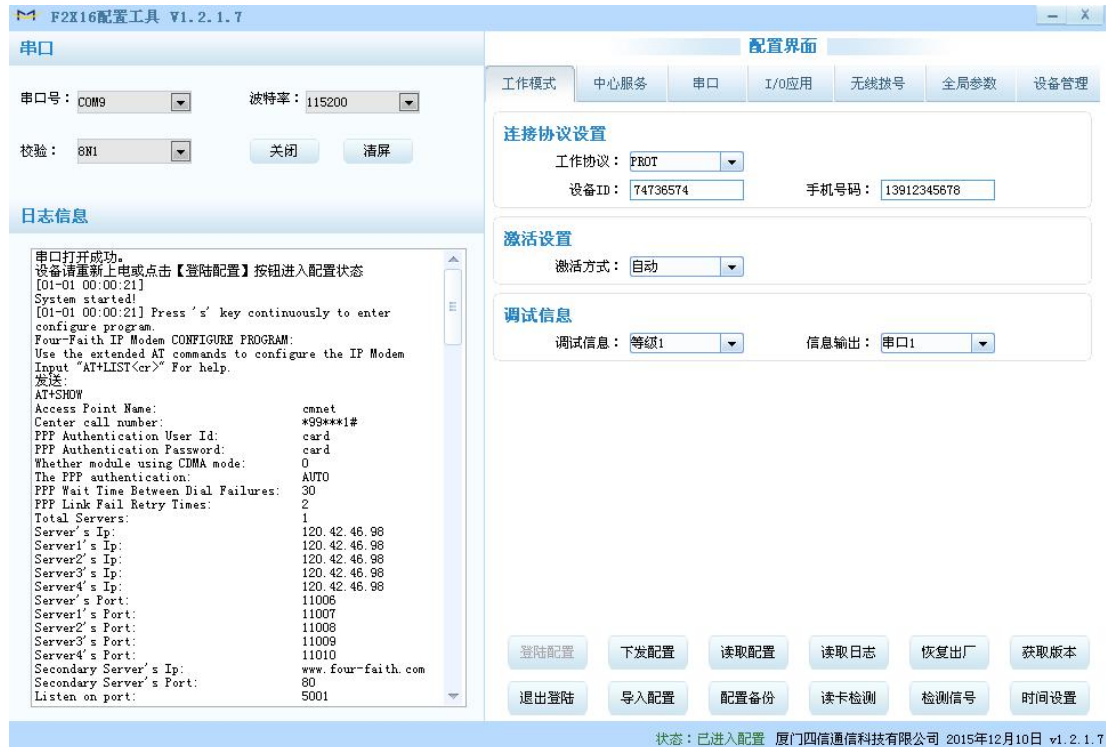 F2X16配置工具 V1.2.1.7
串口
串口号： COM9 波特率： 115200
校验： 8N1 关闭 清屏
日志信息
串口打开成功。
设备请重新上电或点击【登陆配置】按钮进入配置状态
[01-01 00:00:21]
System started!
[01-01 00:00:21] Press 's' key continuously to enter
configure program.
Four-Faith IP Modem CONFIGURE PROGRAM:
Use the extended AT commands to configure the IP Modem
Input "AT+LIST<cr>" For help.
发送:
AT+SHOW
Access Point Name: cmnet
Center call number: *99***1#
PPP Authentication User Id: card
PPP Authentication Password: card
Whether module using CDMA mode: 0
The PPP authentication: AUTO
PPP Wait Time Between Dial Failures: 30
PPP Link Fail Retry Times: 2
Total Servers: 1
Server's Ip: 120.42.46.98
Server1's Ip: 120.42.46.98
Server2's Ip: 120.42.46.98
Server3's Ip: 120.42.46.98
Server4's Ip: 120.42.46.98
Server's Port: 11006
Server1's Port: 11007
Server2's Port: 11008
Server3's Port: 11009
Server4's Port: 11010
Secondary Server's Ip: www.four-faith.com
Secondary Server's Port: 80
Listen on port: 5001
配置界面
工作模式 中心服务 串口 I/O应用 无线拨号 全局参数 设备管理
连接协议设置
工作协议： PROT
设备ID： 74736574 手机号码： 13912345678
激活设置
激活方式： 自动
调试信息
调试信息： 等级1 信息输出： 串口1
登陆配置 下发配置 读取配置 读取日志 恢复出厂 获取版本
退出登陆 导入配置 配置备份 读卡检测 检测信号 时间设置
状态：已进入配置 厦门四信通信科技有限公司 2015年12月10日 v1.2.1.7